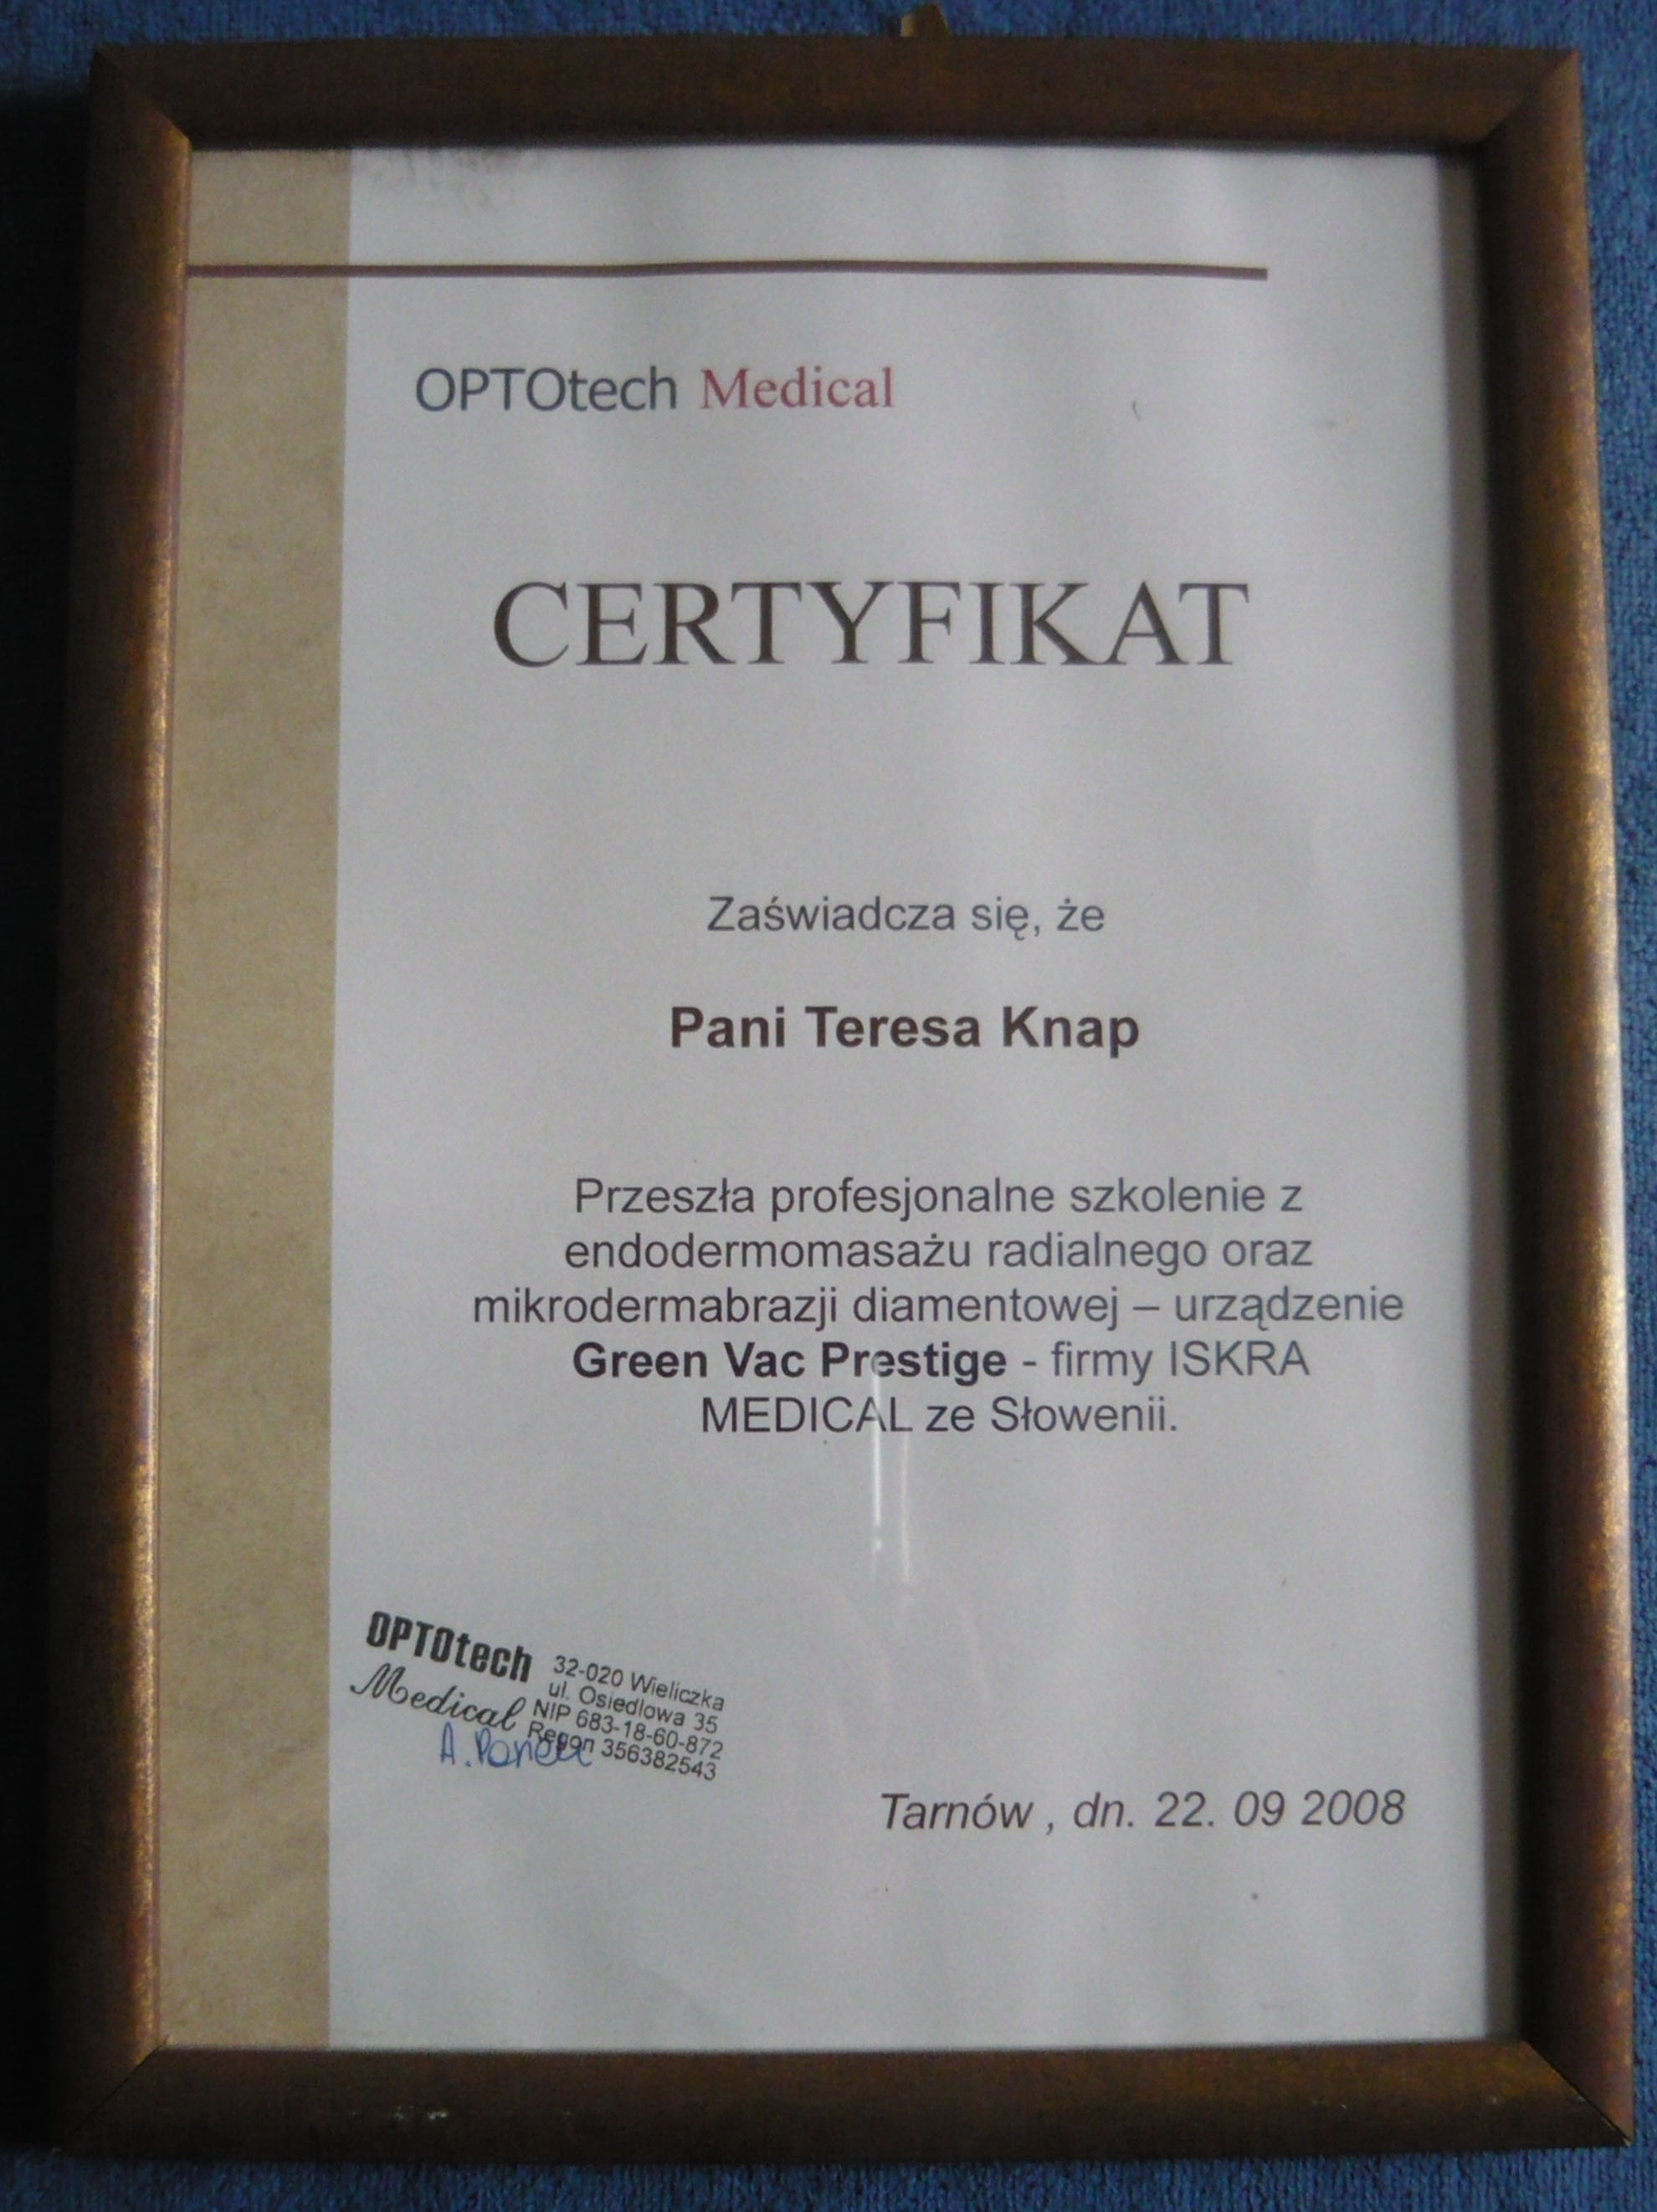 OPTOtech Medical
CERTYFIKAT
Zaświadcza się, że
Pani Teresa Knap
Przeszła profesjonalne szkolenie z
endodermomasażu radialnego oraz
mikrodermabrazji diamentowej – urządzenie
Green Vac Prestige - firmy ISKRA
MEDICAL ze Słowenii.
OPTOtech
Medical
32-020 Wieliczka
ul. Osiedlowa 35
NIP 683-18-60-872
Regon 356382543
Tarnów , dn. 22. 09 2008